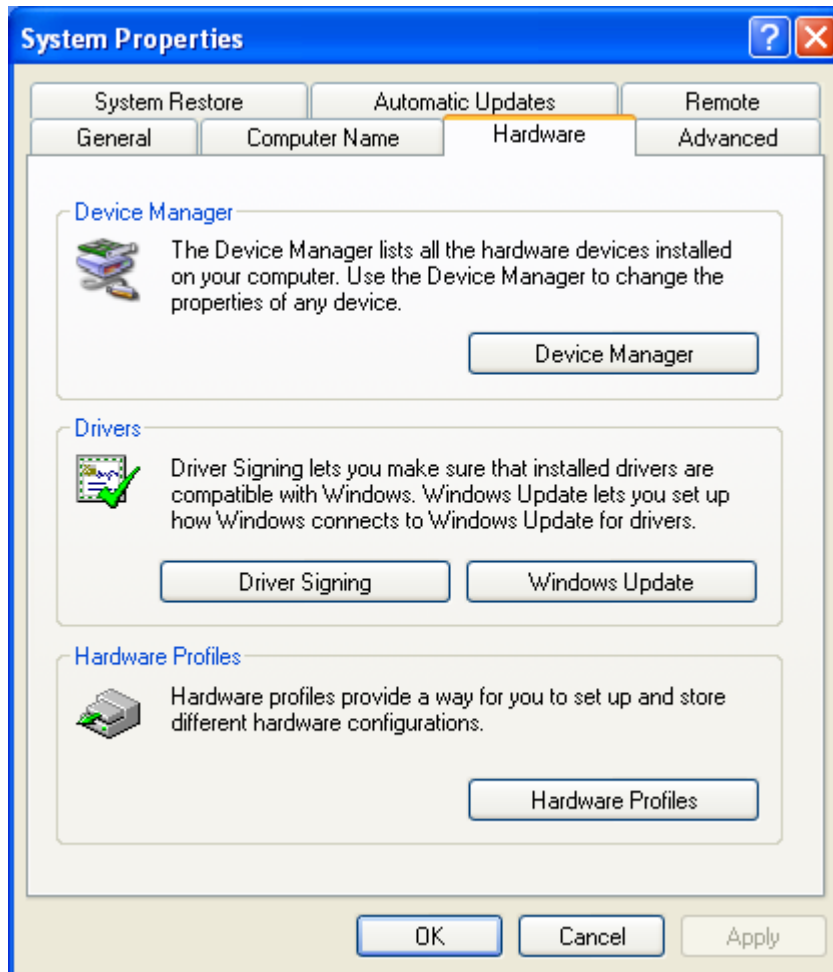 System Properties
?
System Restore Automatic Updates Remote
General Computer Name Hardware Advanced
Device Manager
The Device Manager lists all the hardware devices installed
on your computer. Use the Device Manager to change the
properties of any device.
Device Manager
Drivers
Driver Signing lets you make sure that installed drivers are
compatible with Windows. Windows Update lets you set up
how Windows connects to Windows Update for drivers.
Driver Signing Windows Update
Hardware Profiles
Hardware profiles provide a way for you to set up and store
different hardware configurations.
Hardware Profiles
OK Cancel Apply